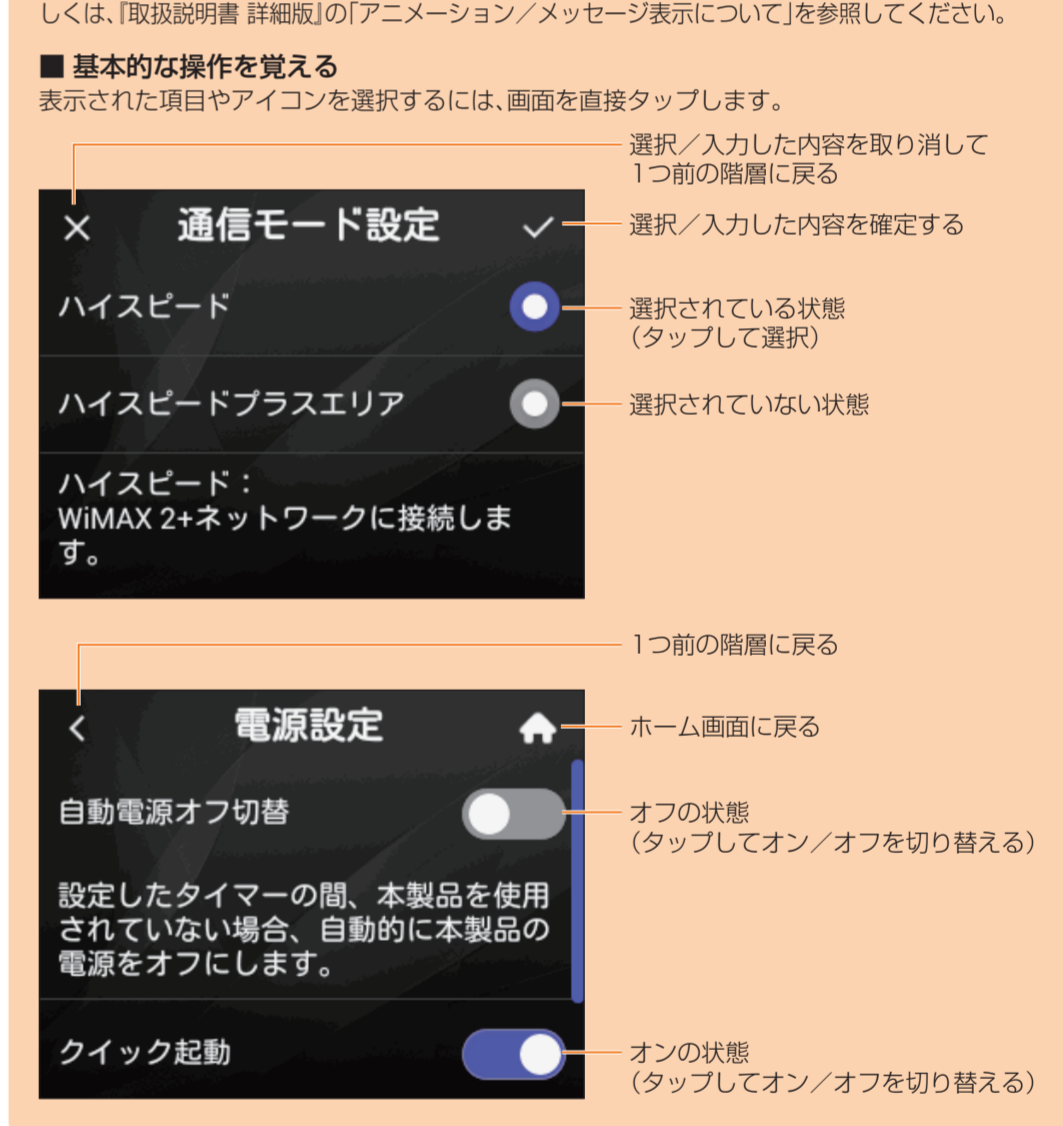 しくは、『取扱説明書 詳細版』の「アニメーション／メッセージ表示について」を参照してください。
■ 基本的な操作を覚える
表示された項目やアイコンを選択するには、画面を直接タップします。
選択／入力した内容を取り消して
1つ前の階層に戻る
通信モード設定
選択／入力した内容を確定する
ハイスピード
選択されている状態
（タップして選択）
ハイスピードプラスエリア
選択されていない状態
ハイスピード：
WiMAX 2+ネットワークに接続しま
す。
1つ前の階層に戻る
電源設定
ホーム画面に戻る
自動電源オフ切替
オフの状態
（タップしてオン／オフを切り替える）
設定したタイマーの間、本製品を使用
されていない場合、自動的に本製品の
電源をオフにします。
クイック起動
オンの状態
（タップしてオン／オフを切り替える）